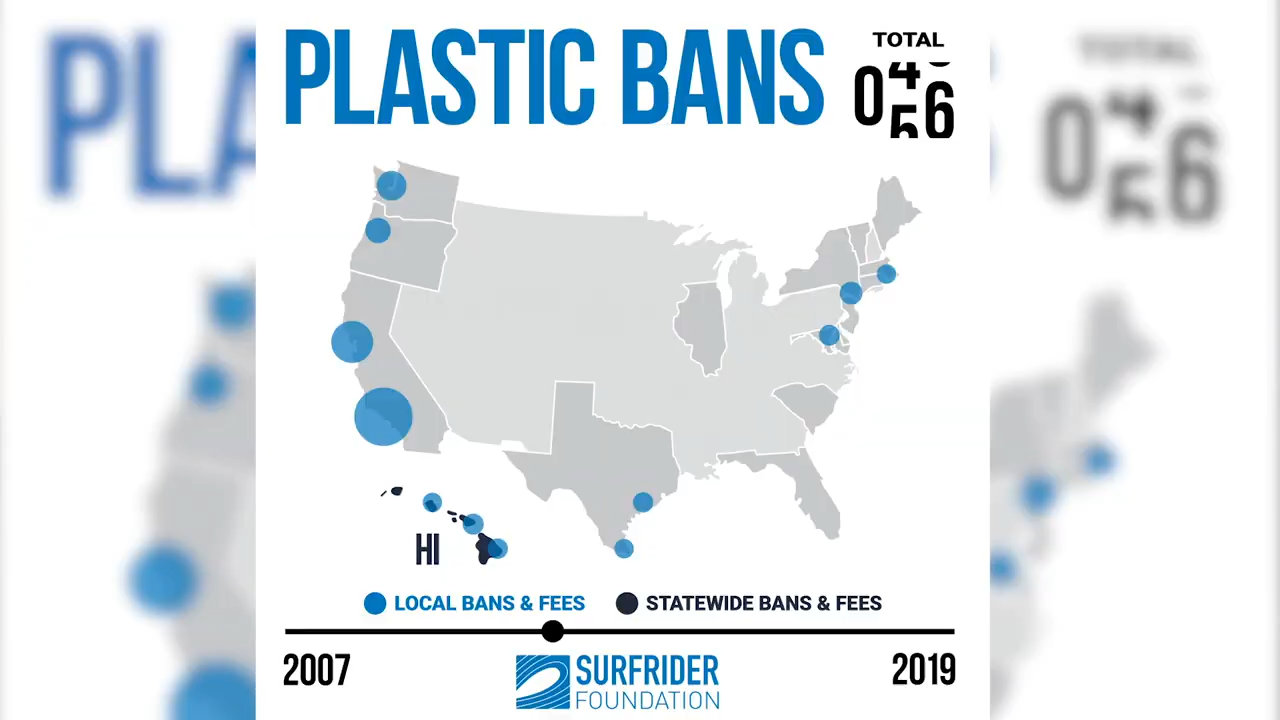 PLASTIC BANS
TOTAL
HI
LOCAL BANS & FEES
STATEWIDE BANS & FEES
2007
2019
SURFRIDER
FOUNDATION